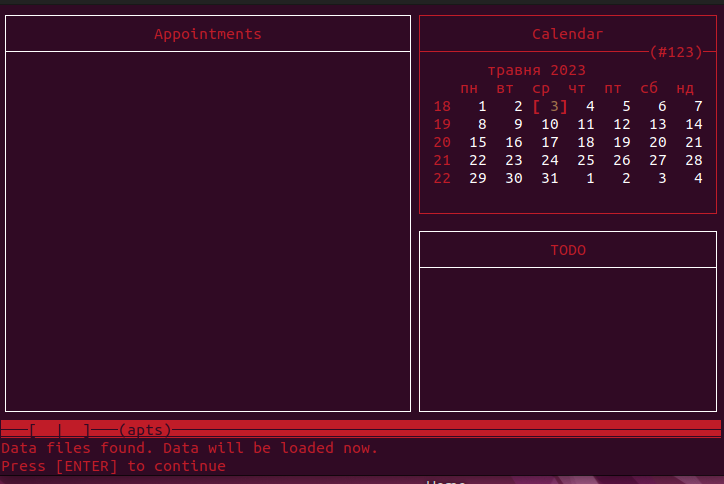 Appointments
Calendar
(#123)
травня 2023
пн вт ср чт пт сб нд
18 1 2 [ 3] 4 5 6 7
19 8 9 10 11 12 13 14
20 15 16 17 18 19 20 21
21 22 23 24 25 26 27 28
22 29 30 31 1 2 3 4
TODO
[ | ] (apts)
Data files found. Data will be loaded now.
Press [ENTER] to continue